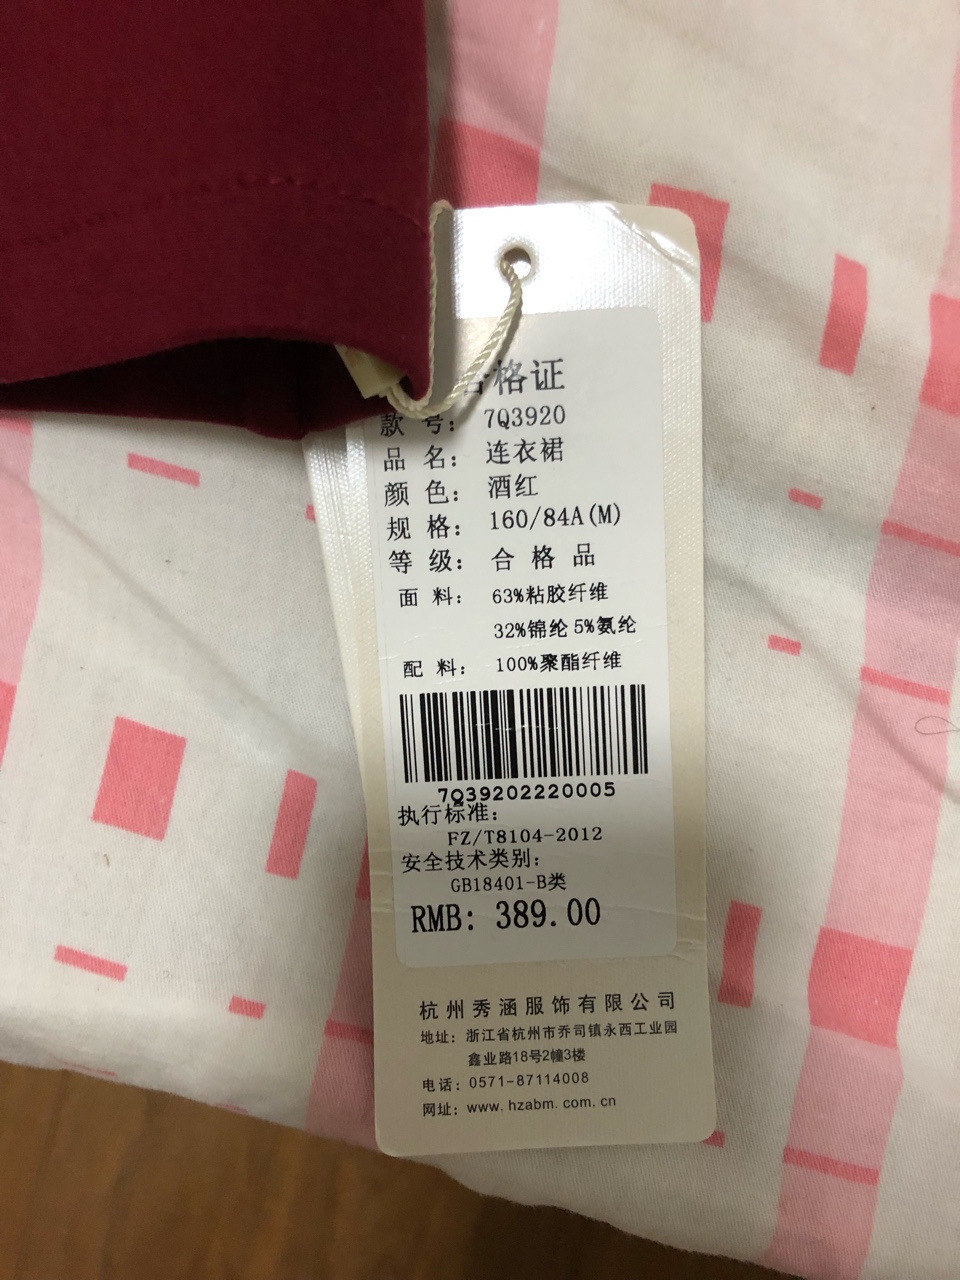 合格证
款 号: 7Q3920
品 名: 连衣裙
颜 色: 酒红
规 格: 160/84A(M)
等 级: 合 格 品
面 料: 63%粘胶纤维
32%锦纶 5%氨纶
配 料: 100%聚酯纤维
7Q39202220005
执行标准:
FZ/T8104-2012
安全技术类别:
GB18401-B类
RMB: 389.00
杭州秀涵服饰有限公司
地址: 浙江省杭州市乔司镇永西工业园
鑫业路18号2幢3楼
电话: 0571-87114008
网址: www.hzabm.com.cn